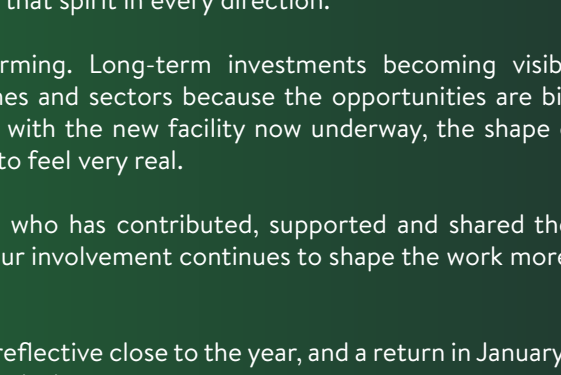 that spirit in every direction.
rming. Long-term investments becoming visib
nes and sectors because the opportunities are bi
with the new facility now underway, the shape
to feel very real.
who has contributed, supported and shared the
ur involvement continues to shape the work more
reflective close to the year, and a return in January